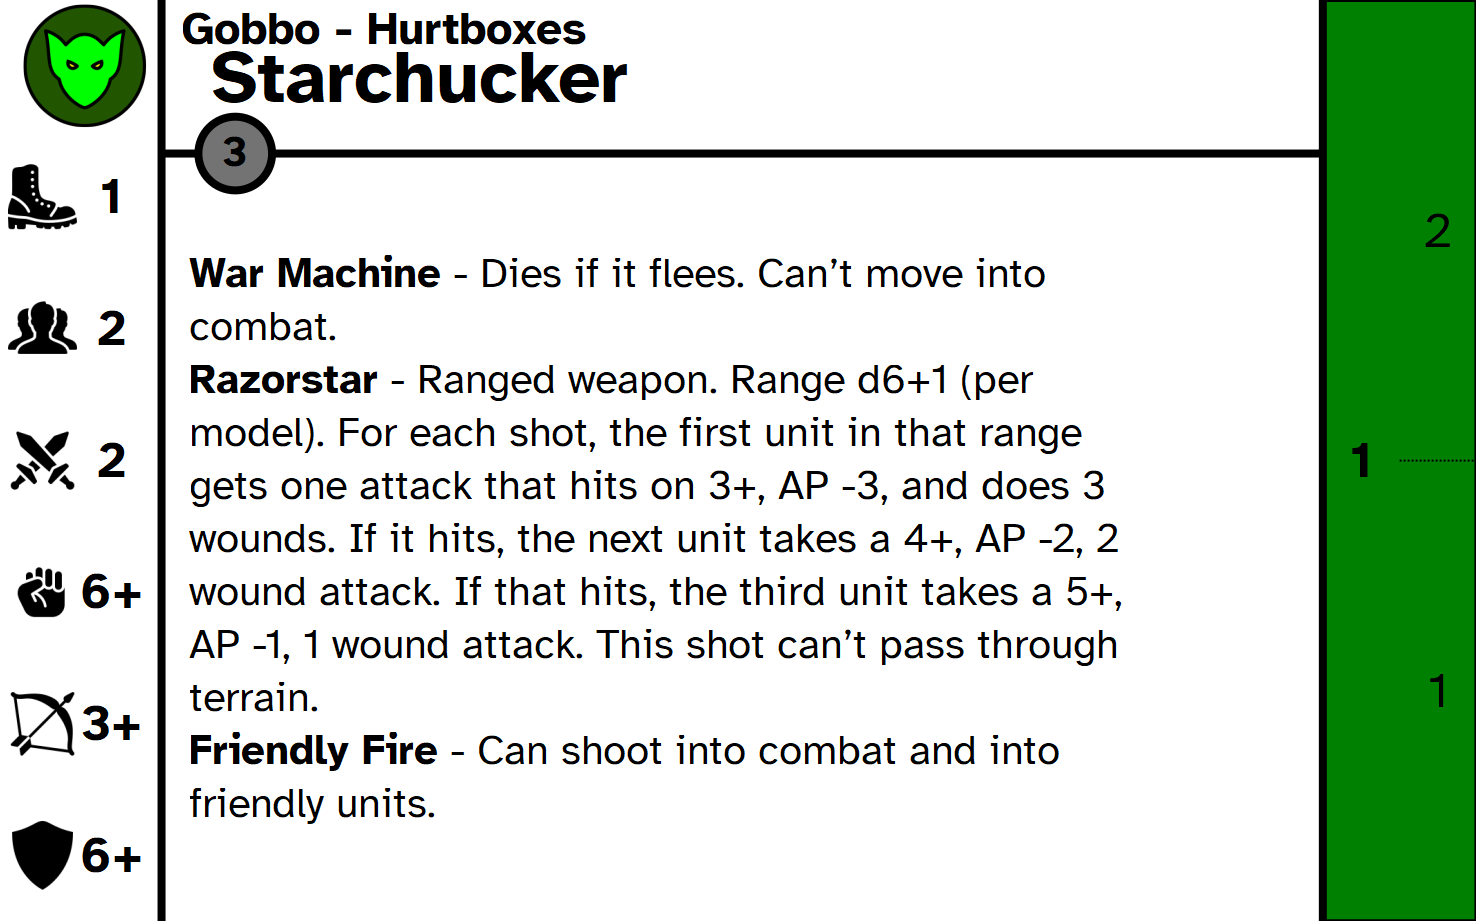 Gobbo - Hurtboxes
Starchucker
3
1
2
2
6+
3+
6+
War Machine - Dies if it flees. Can’t move into
combat.
Razorstar - Ranged weapon. Range d6+1 (per
model). For each shot, the first unit in that range
gets one attack that hits on 3+, AP -3, and does 3
wounds. If it hits, the next unit takes a 4+, AP -2, 2
wound attack. If that hits, the third unit takes a 5+,
AP -1, 1 wound attack. This shot can’t pass through
terrain.
Friendly Fire - Can shoot into combat and into
friendly units.
2
1
1